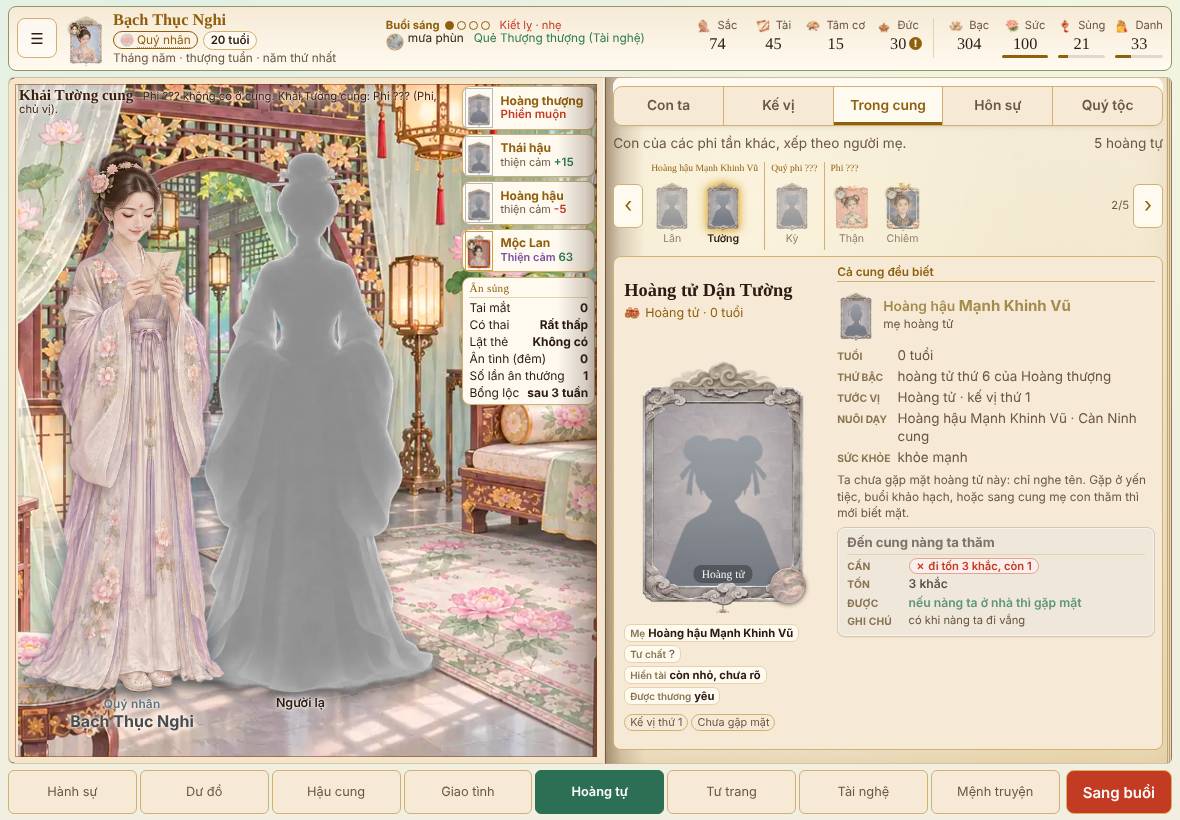 ☰
Bạch Thục Nghi
Quý nhân
20 tuổi
Tháng năm · thượng tuần · năm thứ nhất
Buổi sáng
Kiết lỵ · nhẹ
mưa phùn
Quẻ Thượng thượng (Tài nghệ)
Sắc
74
Tài
45
Tâm cơ
15
Đức
30 !
Bạc
304
Sức
100
Sủng
21
Danh
33
Khải Tường cung
Phi ??? không có ở cung. Khải Tường cung: Phi ??? (Phi, chủ vị).
Hoàng thượng
Phiền muộn
Thái hậu
thiện cảm +15
Hoàng hậu
thiện cảm -5
Mộc Lan
Thiện cảm 63
Ân sủng
Tai mắt 0
Có thai Rất thấp
Lật thẻ Không có
Ân tình (đêm) 0
Số lần ân thưởng 1
Bổng lộc sau 3 tuần
Quý nhân
Bạch Thục Nghi
Người lạ
Con ta
Kế vị
Trong cung
Hôn sự
Quý tộc
Con của các phi tần khác, xếp theo người mẹ.
5 hoàng tự
Hoàng hậu Mạnh Khinh Vũ
Quý phi ???
Phi ???
‹
Lân
Tường
Kỳ
Thận
Chiêm
2/5
›
Hoàng tử Dận Tường
Hoàng tử · 0 tuổi
Hoàng tử
Mẹ Hoàng hậu Mạnh Khinh Vũ
Tư chất ?
Hiển tài còn nhỏ, chưa rõ
Được thương yêu
Kế vị thứ 1
Chưa gặp mặt
Cả cung đều biết
Hoàng hậu Mạnh Khinh Vũ
mẹ hoàng tử
TUỔI 0 tuổi
THỨ BẬC hoàng tử thứ 6 của Hoàng thượng
TƯỚC VỊ Hoàng tử · kế vị thứ 1
NUÔI DẠY Hoàng hậu Mạnh Khinh Vũ · Càn Ninh
cung
SỨC KHỎE khỏe mạnh
Ta chưa gặp mặt hoàng tử này: chỉ nghe tên. Gặp ở yến
tiệc, buổi khảo hạch, hoặc sang cung mẹ con thăm thì
mới biết mặt.
Đến cung nàng ta thăm
CẦN × đi tốn 3 khắc, còn 1
TỐN 3 khắc
ĐƯỢC nếu nàng ta ở nhà thì gặp mặt
GHI CHÚ có khi nàng ta đi vắng
Hành sự
Dư đồ
Hậu cung
Giao tình
Hoàng tự
Tư trang
Tài nghệ
Mệnh truyện
Sang buổi